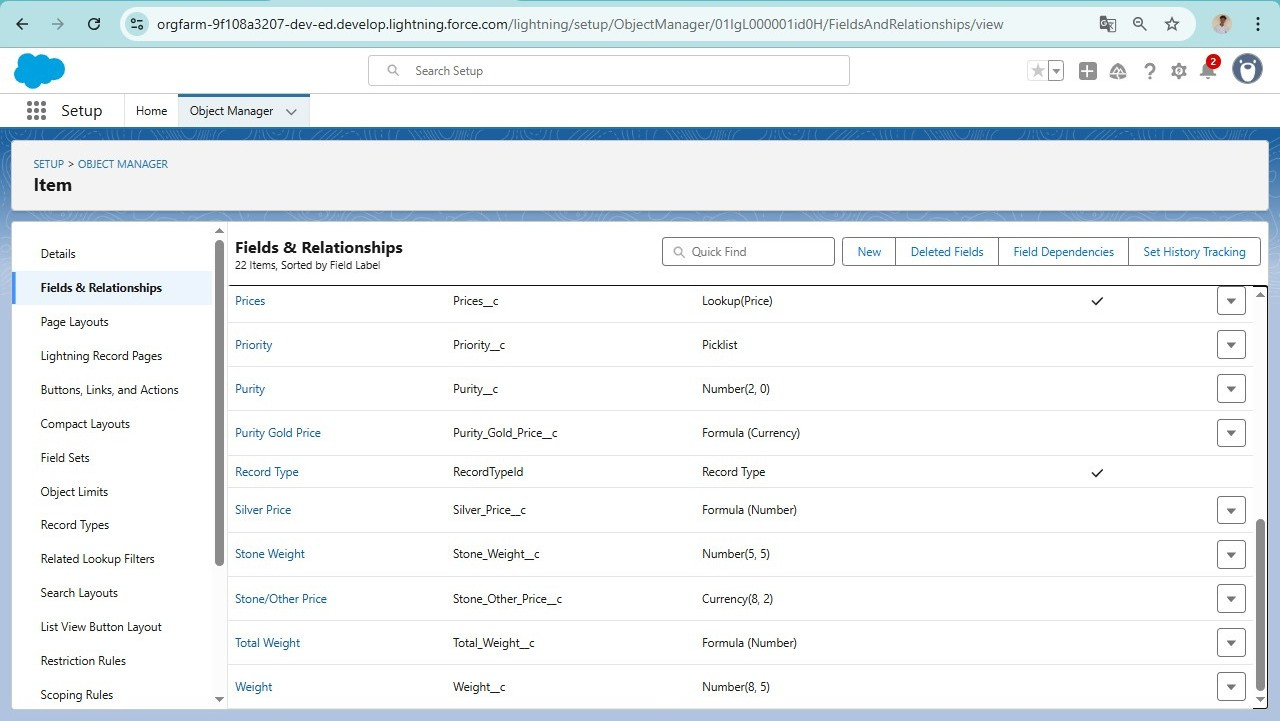 orgfarm-9f108a3207-dev-ed.develop.lightning.force.com/lightning/setup/ObjectManager/01IgL000001id0H/FieldsAndRelationships/view
Search Setup
2
Setup
Home
Object Manager
SETUP > OBJECT MANAGER
Item
Details
Fields & Relationships
Page Layouts
Lightning Record Pages
Buttons, Links, and Actions
Compact Layouts
Field Sets
Object Limits
Record Types
Related Lookup Filters
Search Layouts
List View Button Layout
Restriction Rules
Scoping Rules
Fields & Relationships
22 Items, Sorted by Field Label
Quick Find
New
Deleted Fields
Field Dependencies
Set History Tracking
Prices Prices__c Lookup(Price)
Priority Priority__c Picklist
Purity Purity__c Number(2, 0)
Purity Gold Price Purity_Gold_Price__c Formula (Currency)
Record Type RecordTypeId Record Type
Silver Price Silver_Price__c Formula (Number)
Stone Weight Stone_Weight__c Number(5, 5)
Stone/Other Price Stone_Other_Price__c Currency(8, 2)
Total Weight Total_Weight__c Formula (Number)
Weight Weight__c Number(8, 5)